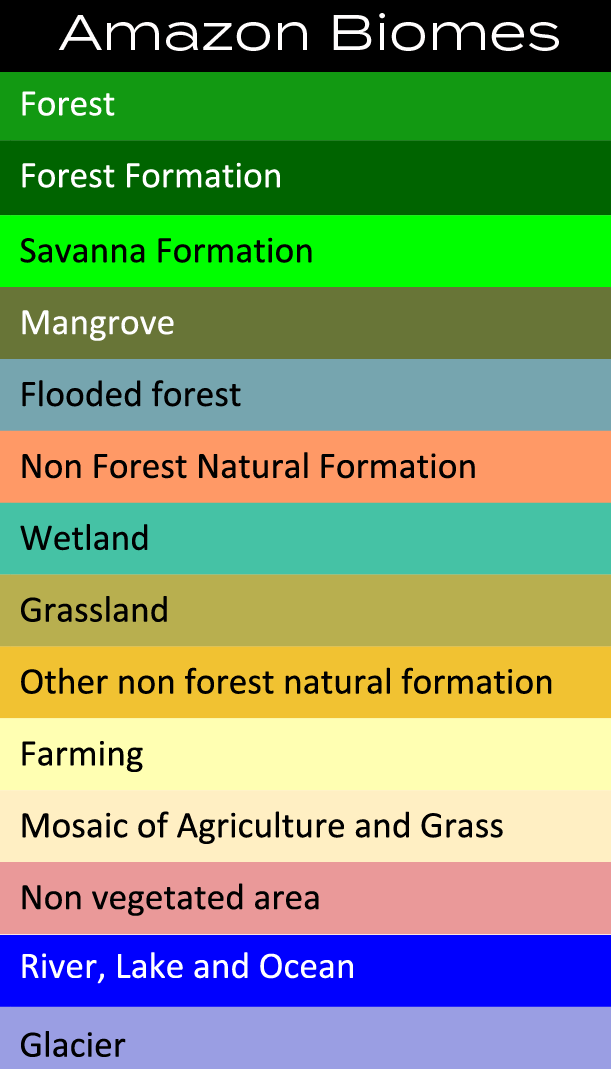 Amazon Biomes
Forest
Forest Formation
Savanna Formation
Mangrove
Flooded forest
Non Forest Natural Formation
Wetland
Grassland
Other non forest natural formation
Farming
Mosaic of Agriculture and Grass
Non vegetated area
River, Lake and Ocean
Glacier